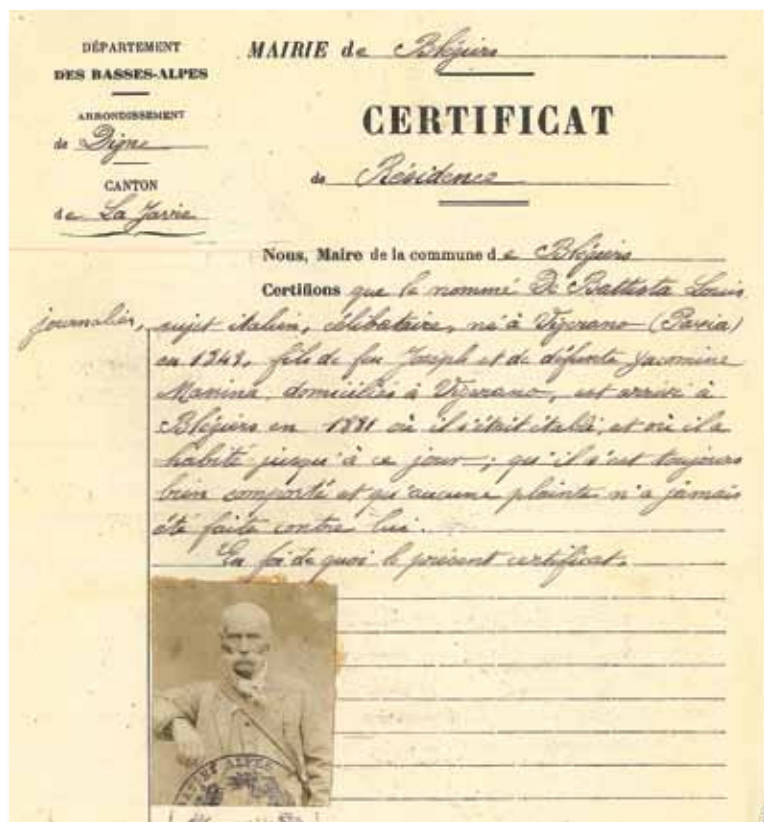 DÉPARTEMENT
DES BASSES-ALPES
ARRONDISSEMENT
de Digne
CANTON
de La Javie
MAIRIE de Bléjiers
CERTIFICAT
de Résidence
Nous, Maire de la commune de Bléjiers
Certifions que le nommé De Battista Louis
journalier, sujet italien, célibataire, né à Vigevano (Pavia)
en 1849, fils de feu Joseph et de défunte Jacomine
Manina, domiciliés à Vigevano, est arrivé à
Bléjiers en 1881 où il s'était établi, et où il a
habité jusqu'à ce jour ; qu'il s'est toujours
bien comporté et qu'aucune plainte n'a jamais
été faite contre lui.
En foi de quoi le présent certificat.
ALPES